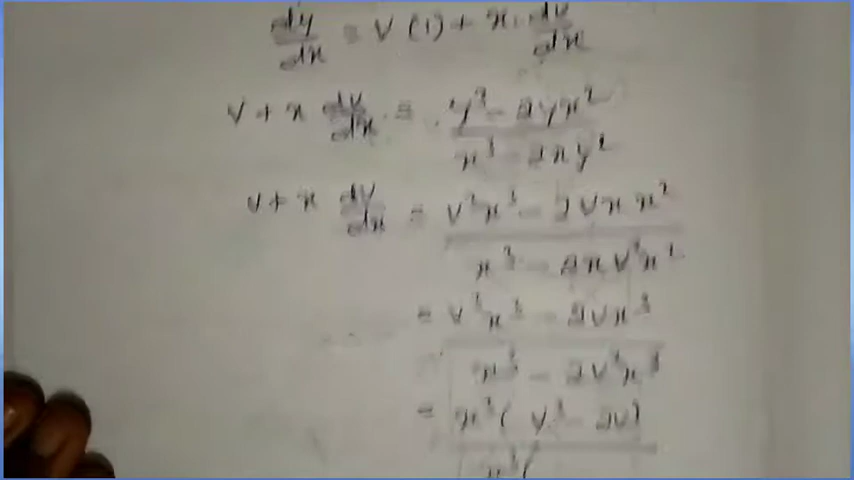 dy/dx = v (1) + x · dv/dx
v + x dv/dx = y³ - 2yx² / x³ - 2xy²
v + x dv/dx = v³x³ - 2vx x² / x³ - 2xv²x²
= v³x³ - 2vx³ / x³ - 2v²x³
= x³( v³ - 2v) / x³(